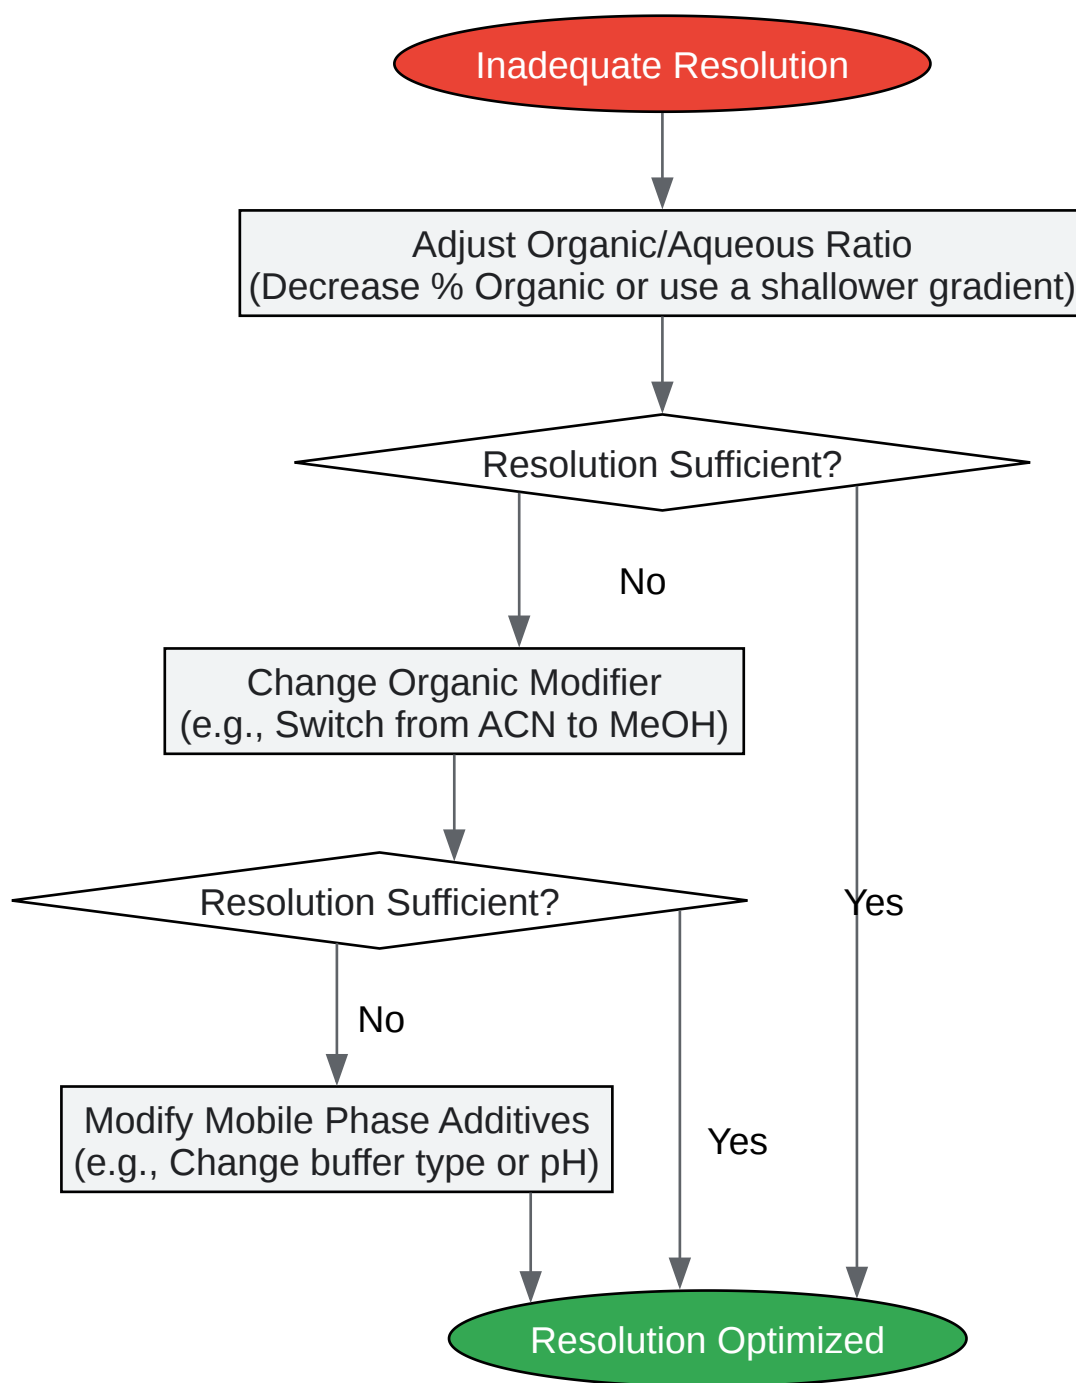 Inadequate Resolution
Adjust Organic/Aqueous Ratio
(Decrease % Organic or use a shallower gradient)
Resolution Sufficient?
No
Change Organic Modifier
(e.g., Switch from ACN to MeOH)
Resolution Sufficient?
Yes
No
Modify Mobile Phase Additives
(e.g., Change buffer type or pH)
Yes
Resolution Optimized